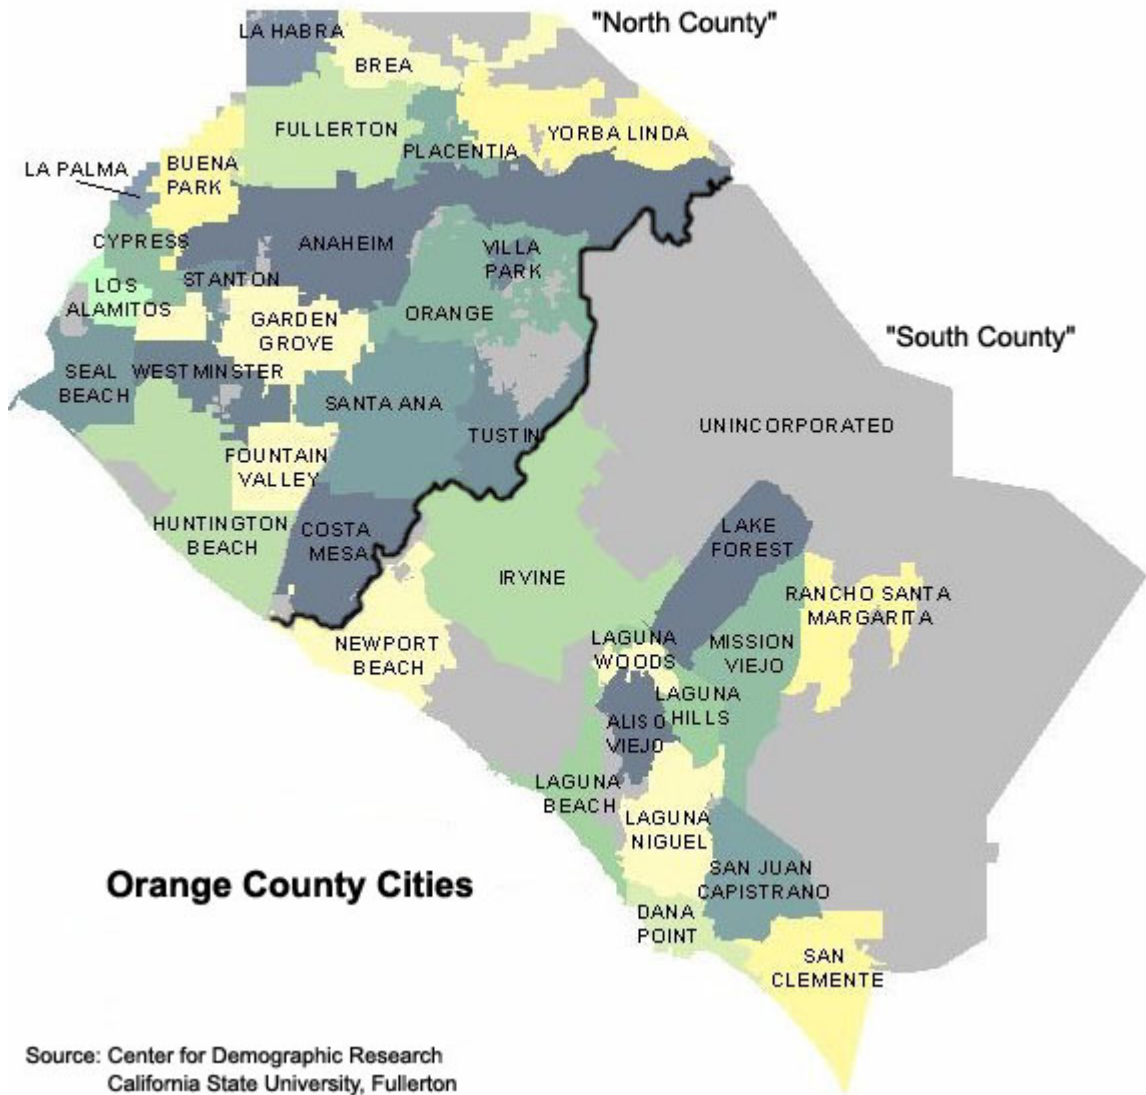 "North County"
LA HABRA
BREA
FULLERTON
YORBA LINDA
PLACENTIA
LA PALMA
BUENA
PARK
CYPRESS
ANAHEIM
VILLA
PARK
STANTON
LOS
ALAMITOS
ORANGE
GARDEN
GROVE
"South County"
SEAL
BEACH
WESTMINSTER
SANTA ANA
TUSTIN
UNINCORPORATED
FOUNTAIN
VALLEY
HUNTINGTON
BEACH
COSTA
MESA
LAKE
FOREST
IRVINE
RANCHO SANTA
MARGARITA
NEWPORT
BEACH
LAGUNA
WOODS
MISSION
VIEJO
LAGUNA
HILLS
ALISO
VIEJO
LAGUNA
BEACH
LAGUNA
NIGUEL
SAN JUAN
CAPISTRANO
Orange County Cities
DANA
POINT
SAN
CLEMENTE
Source: Center for Demographic Research
California State University, Fullerton